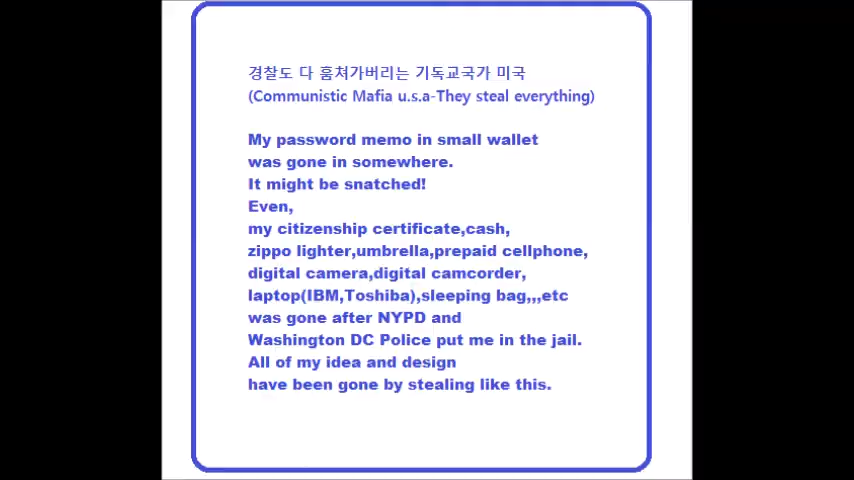 경찰도 다 훔쳐가버리는 기독교국가 미국
(Communistic Mafia u.s.a-They steal everything)
My password memo in small wallet
was gone in somewhere.
It might be snatched!
Even,
my citizenship certificate,cash,
zippo lighter,umbrella,prepaid cellphone,
digital camera,digital camcorder,
laptop(IBM,Toshiba),sleeping bag,,,etc
was gone after NYPD and
Washington DC Police put me in the jail.
All of my idea and design
have been gone by stealing like this.